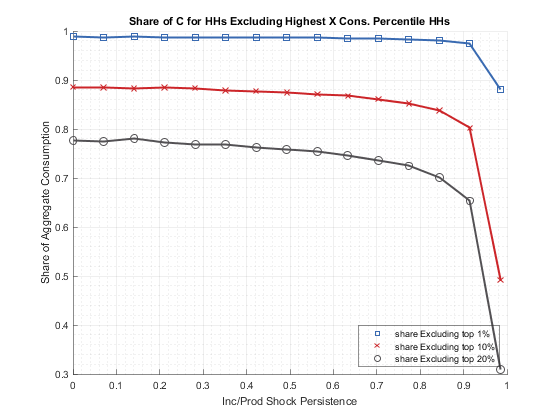 Share of C for HHs Excluding Highest X Cons. Percentile HHs
1
0.9
0.8
0.7
0.6
0.5
0.4
0.3
Share of Aggregate Consumption
share Excluding top 1%
share Excluding top 10%
share Excluding top 20%
0 0.1 0.2 0.3 0.4 0.5 0.6 0.7 0.8 0.9 1
Inc/Prod Shock Persistence